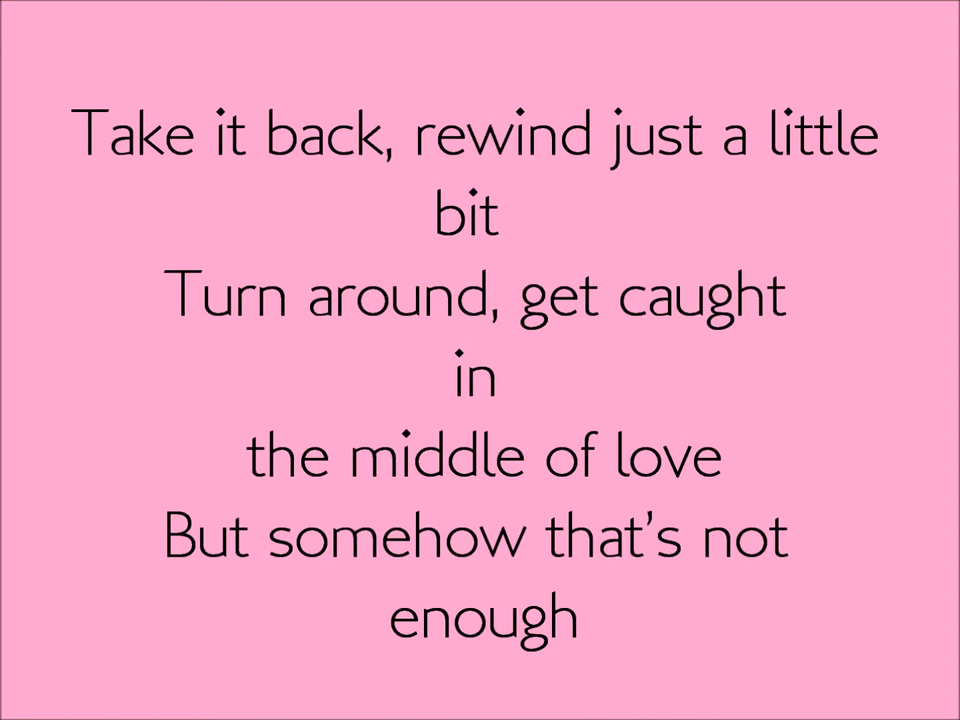 Take it back, rewind just a little
bit
Turn around, get caught
in
the middle of love
But somehow that’s not
enough